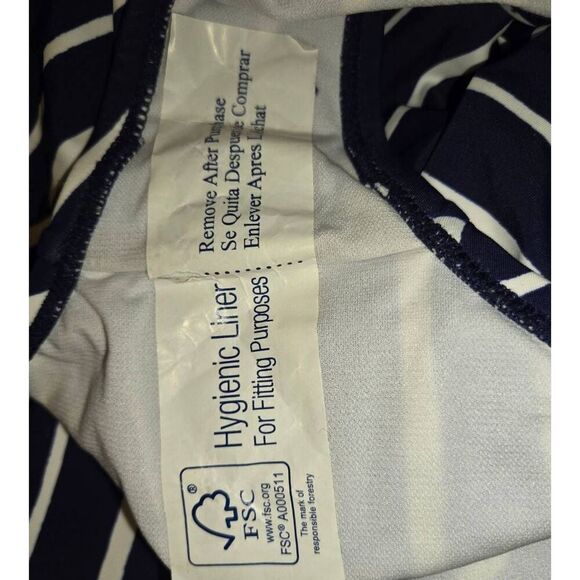 Remove After Purchase
Se Quita Despues de Comprar
Enlever Apres L'achat
Hygienic Liner
For Fitting Purposes
®
FSC
www.fsc.org
FSC® A000511
The mark of
responsible forestry